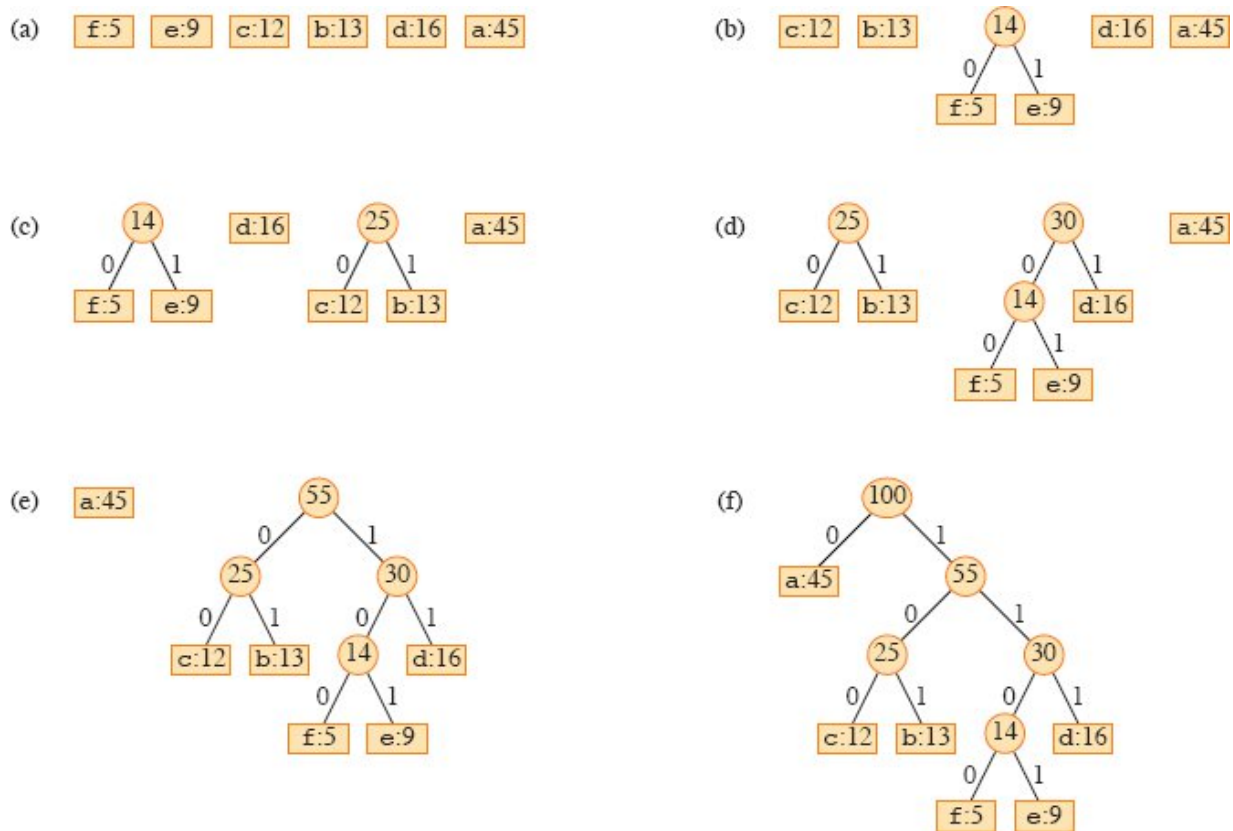 (a) f:5 e:9 c:12 b:13 d:16 a:45
(b) c:12 b:13 14 d:16 a:45
0 1
f:5 e:9
(c) 14 d:16 25 a:45
0 1 0 1
f:5 e:9 c:12 b:13
(d) 25 30 a:45
0 1 0 1
c:12 b:13 14 d:16
0 1
f:5 e:9
(e) a:45 55
0 1
25 30
0 1 0 1
c:12 b:13 14 d:16
0 1
f:5 e:9
(f) 100
0 1
a:45 55
0 1
25 30
0 1 0 1
c:12 b:13 14 d:16
0 1
f:5 e:9